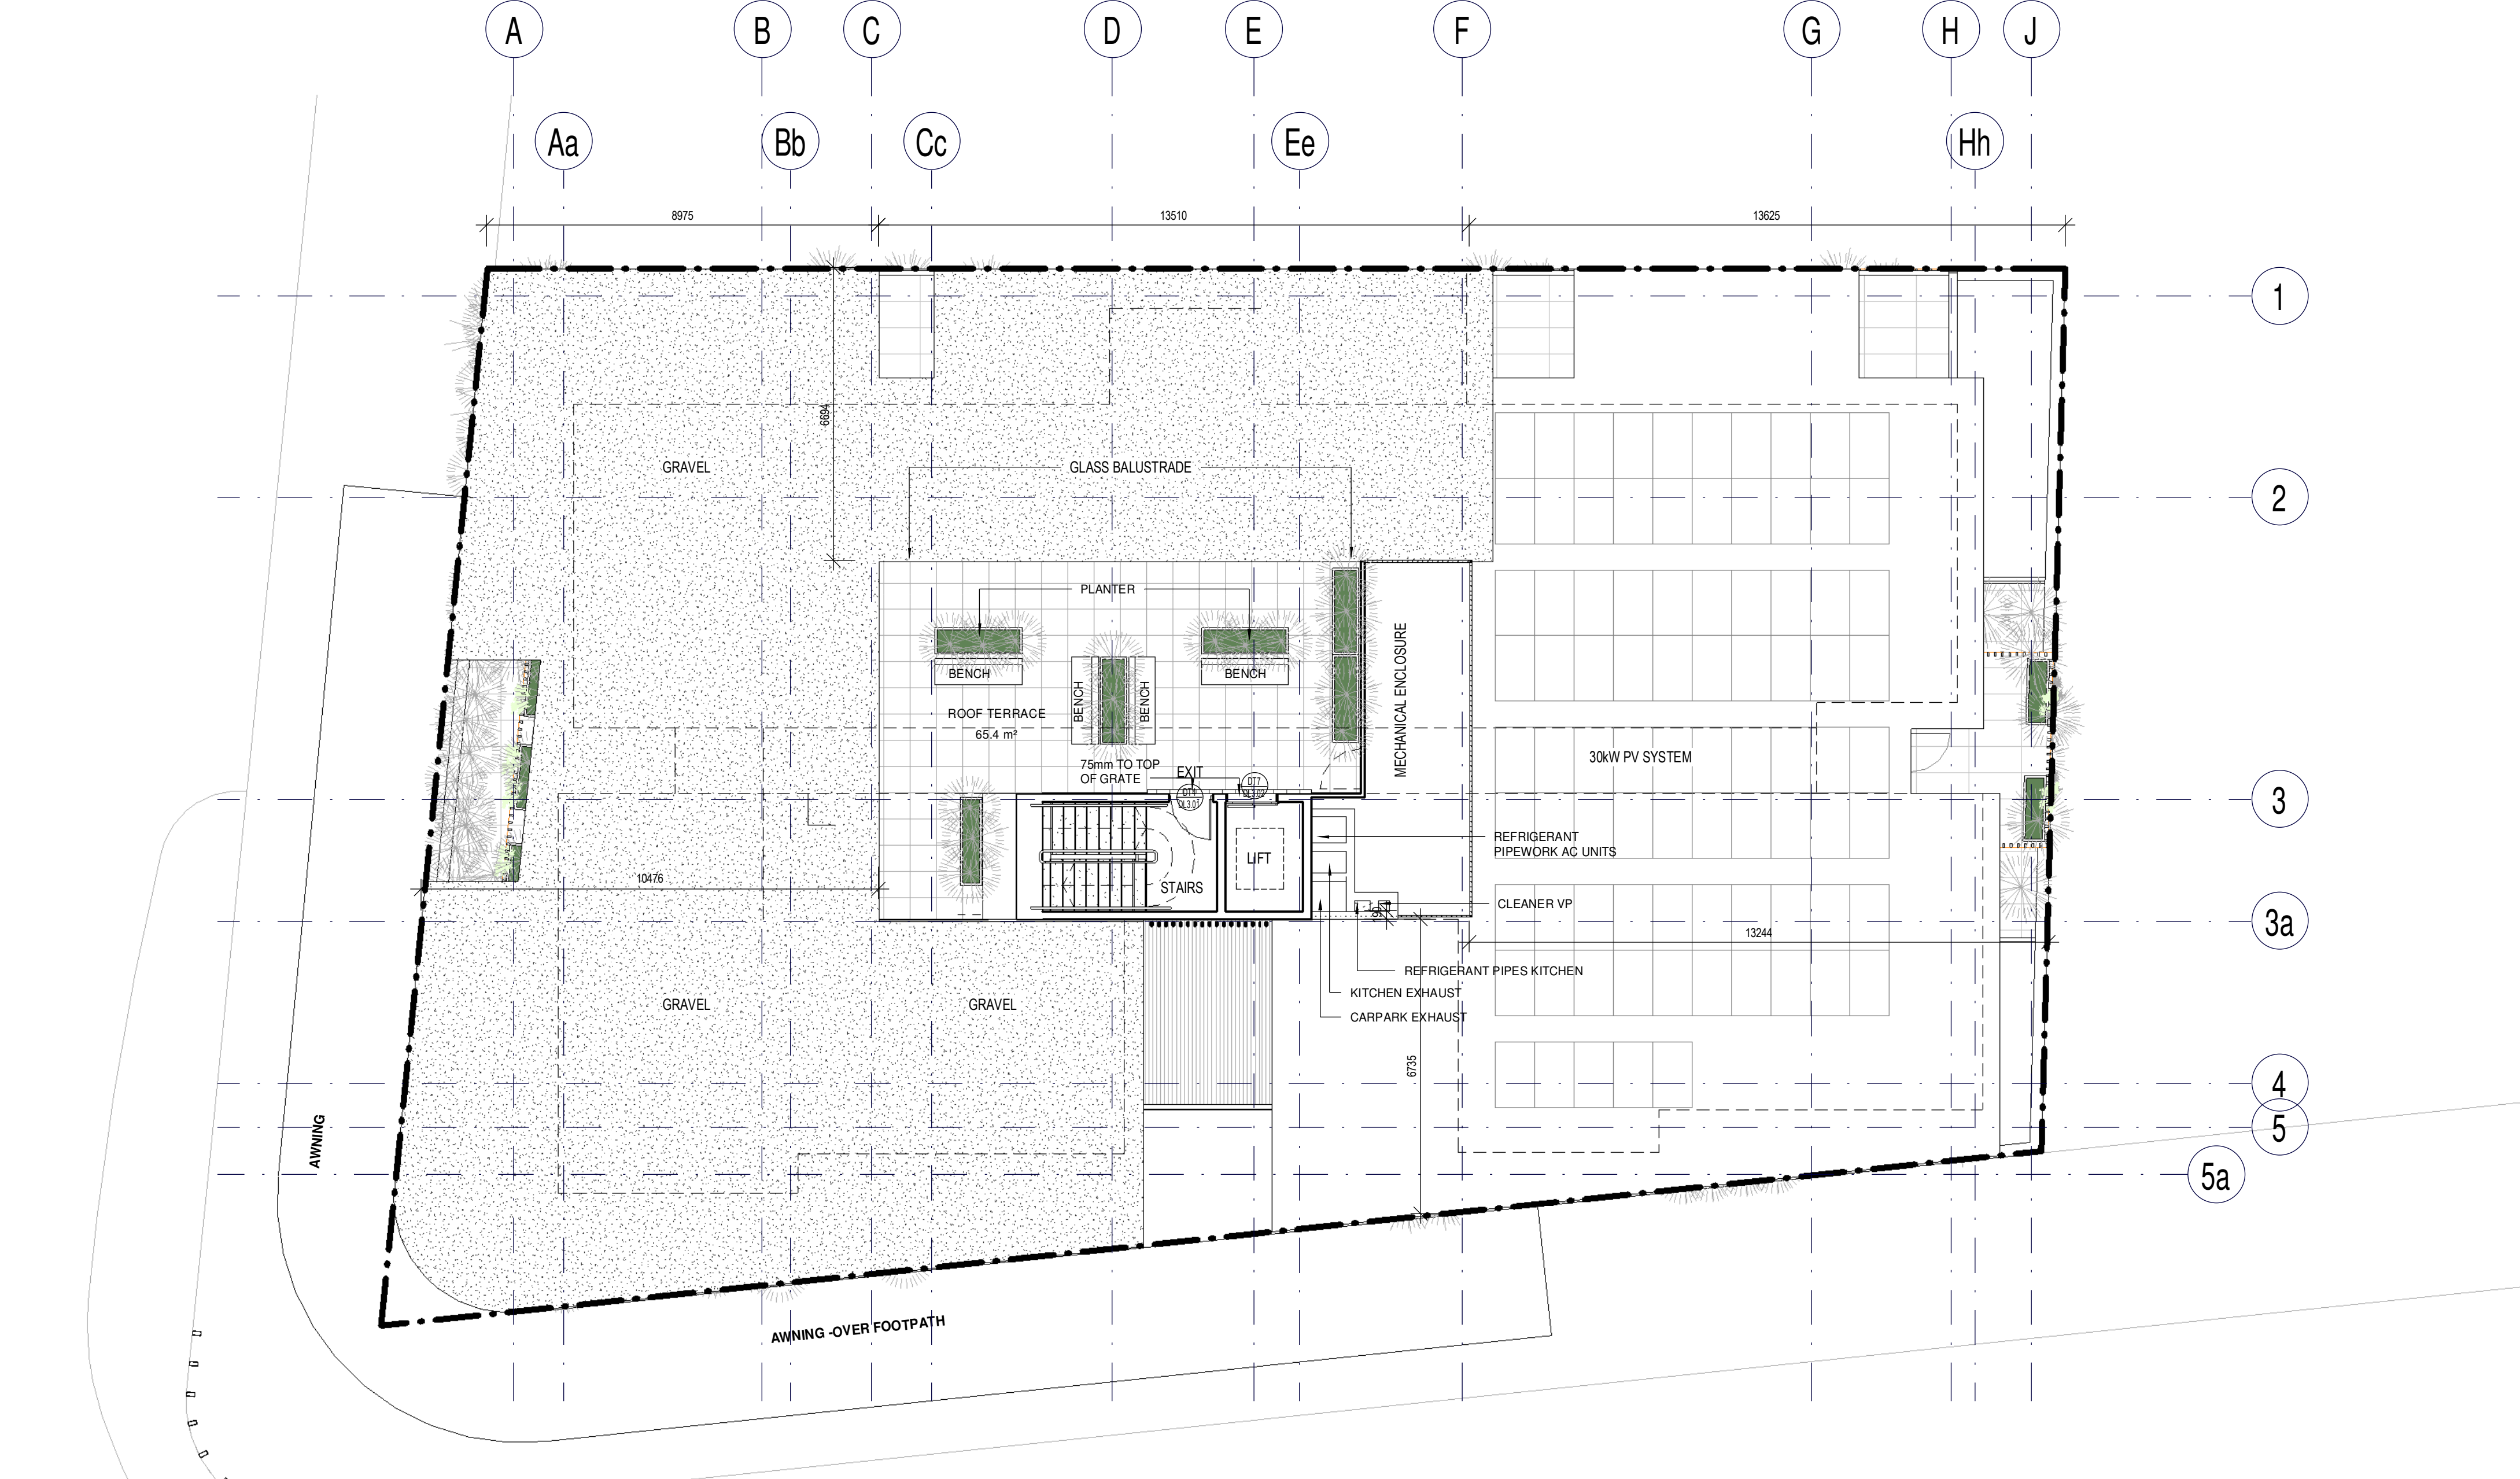 A
B
C
D
E
F
G
H
J
Aa
Bb
Cc
Ee
Hh
8975
13510
13625
1
6694
GRAVEL
GLASS BALUSTRADE
2
PLANTER
BENCH
BENCH
BENCH
BENCH
MECHANICAL ENCLOSURE
ROOF TERRACE
65.4 m²
75mm TO TOP
OF GRATE
EXIT
DT7
30kW PV SYSTEM
3
REFRIGERANT
PIPEWORK AC UNITS
LIFT
STAIRS
10476
CLEANER VP
3a
13244
REFRIGERANT PIPES KITCHEN
KITCHEN EXHAUST
CARPARK EXHAUST
GRAVEL
GRAVEL
6735
4
5
5a
AWNING
AWNING -OVER FOOTPATH